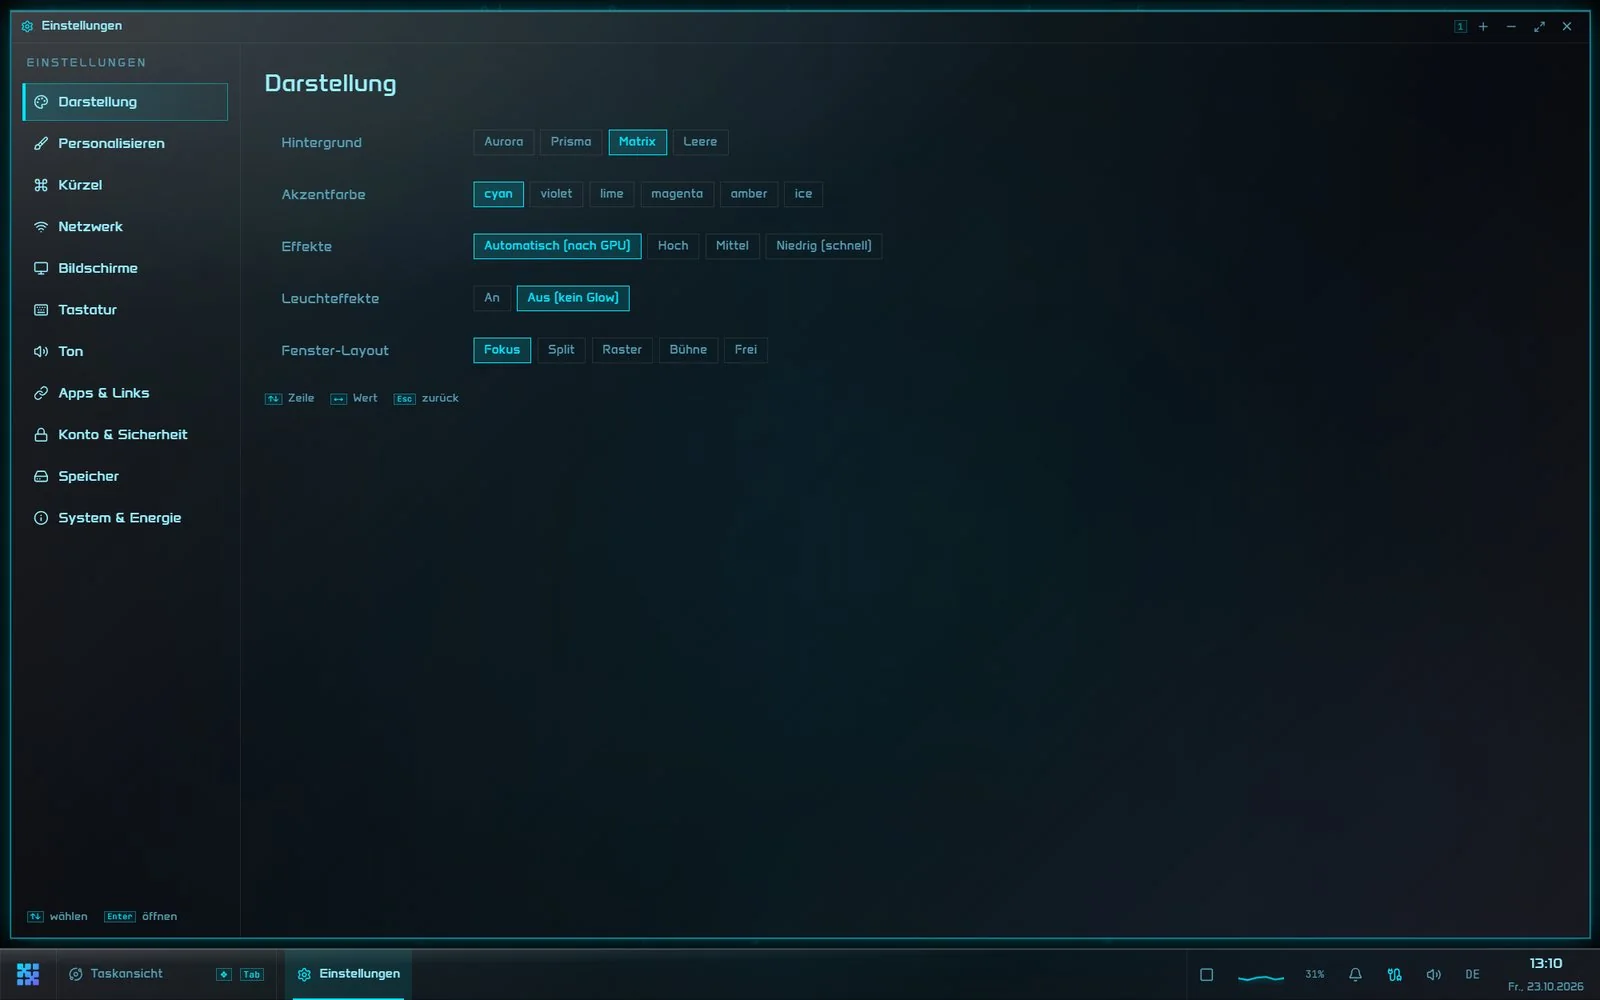 Einstellungen
1
EINSTELLUNGEN
Darstellung
Personalisieren
Kürzel
Netzwerk
Bildschirme
Tastatur
Ton
Apps & Links
Konto & Sicherheit
Speicher
System & Energie
↑↓ wählen Enter öffnen
Darstellung
Hintergrund Aurora Prisma Matrix Leere
Akzentfarbe cyan violet lime magenta amber ice
Effekte Automatisch (nach GPU) Hoch Mittel Niedrig (schnell)
Leuchteffekte An Aus (kein Glow)
Fenster-Layout Fokus Split Raster Bühne Frei
↑↓ Zeile ↔ Wert Esc zurück
Taskansicht Tab Einstellungen 31% DE 13:10
Fr., 23.10.2026